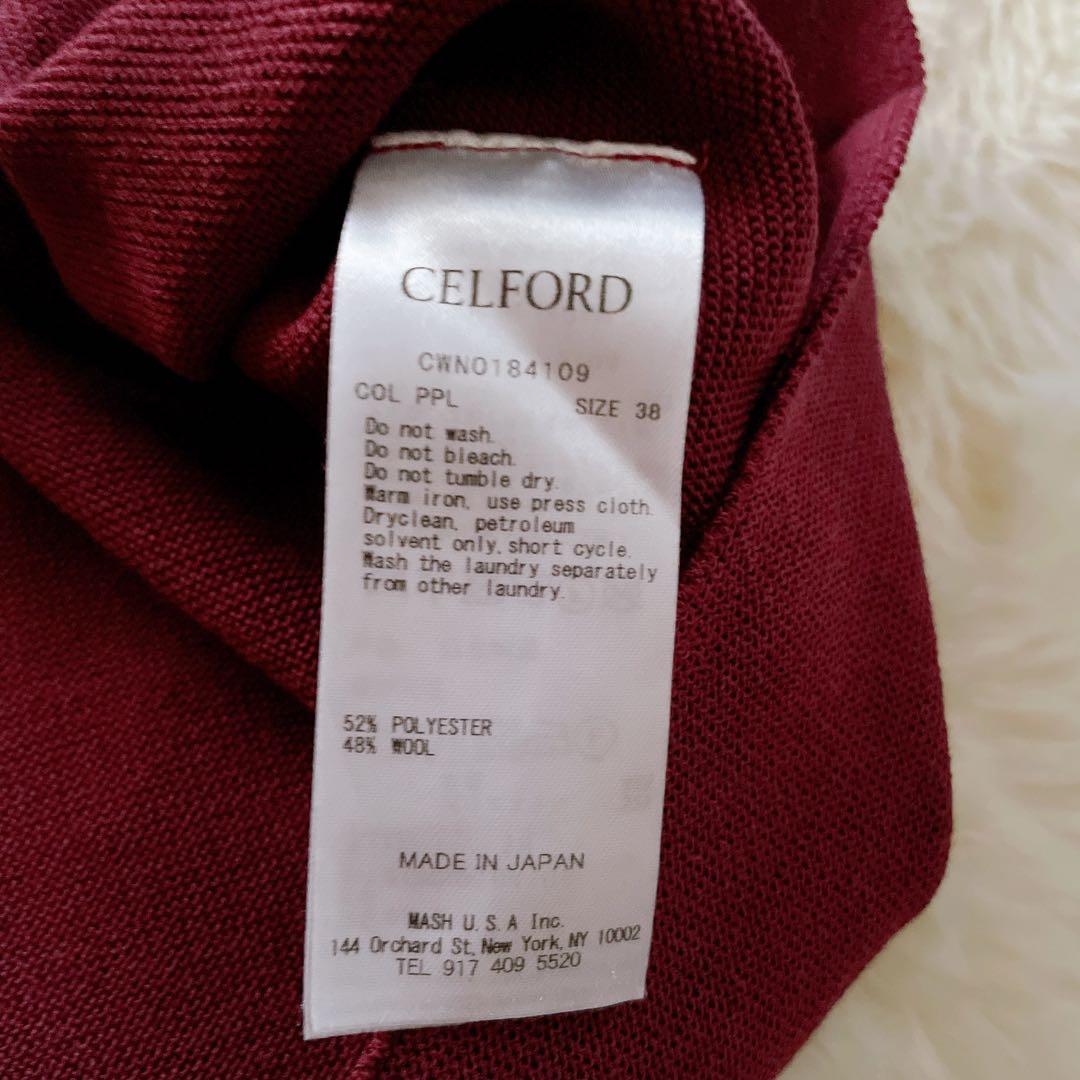 CELFORD
CWNO184109
COL PPL SIZE 38
Do not wash.
Do not bleach.
Do not tumble dry.
Warm iron, use press cloth.
Dryclean, petroleum
solvent only, short cycle.
Wash the laundry separately
from other laundry.
52% POLYESTER
48% WOOL
MADE IN JAPAN
MASH U.S.A Inc.
144 Orchard St, New York, NY 10002
TEL 917 409 5520